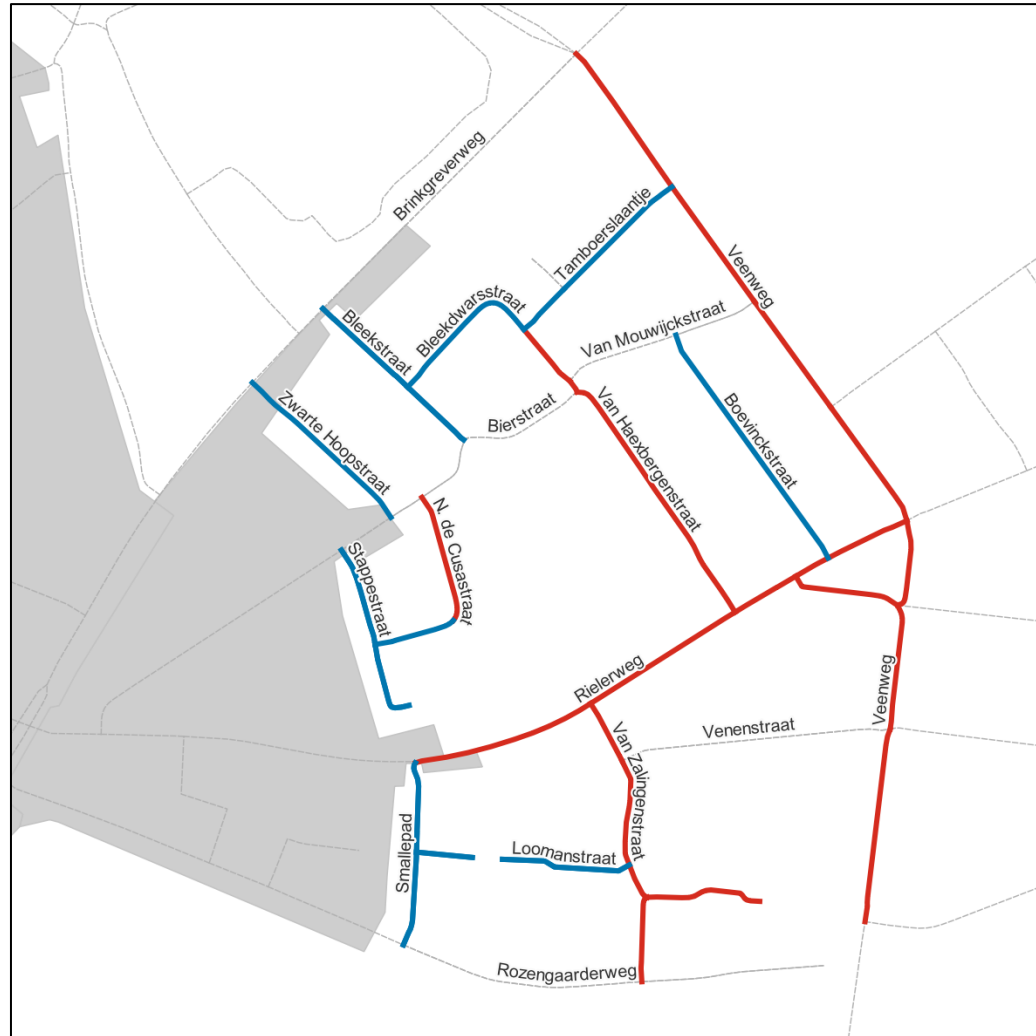 Brinkgreverweg
Tamboerslaantje
Veenweg
Bleekdwarsstraat
Bleekstraat
Van Mouwijckstraat
Zwarte Hoopstraat
Bierstraat
Van Haexbergenstraat
Boevinckstraat
N. de Cusastraat
Stappestraat
Rielerweg
Veenweg
Van Zalingenstraat
Venenstraat
Smallepad
Loomanstraat
Rozengaarderweg